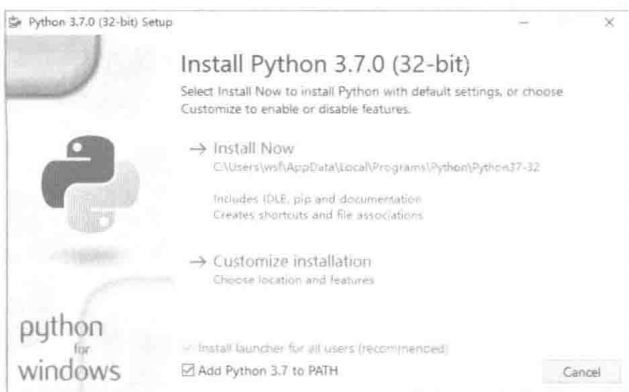 Python 3.7.0 (32-bit) Setup
Install Python 3.7.0 (32-bit)
Select Install Now to install Python with default settings, or choose
Customize to enable or disable features.
→ Install Now
C:\Users\wsf\AppData\Local\Programs\Python\Python37-32
Includes IDLE, pip and documentation
Creates shortcuts and file associations
→ Customize installation
Choose location and features
python
for
windows
Install launcher for all users (recommended)
Add Python 3.7 to PATH
Cancel